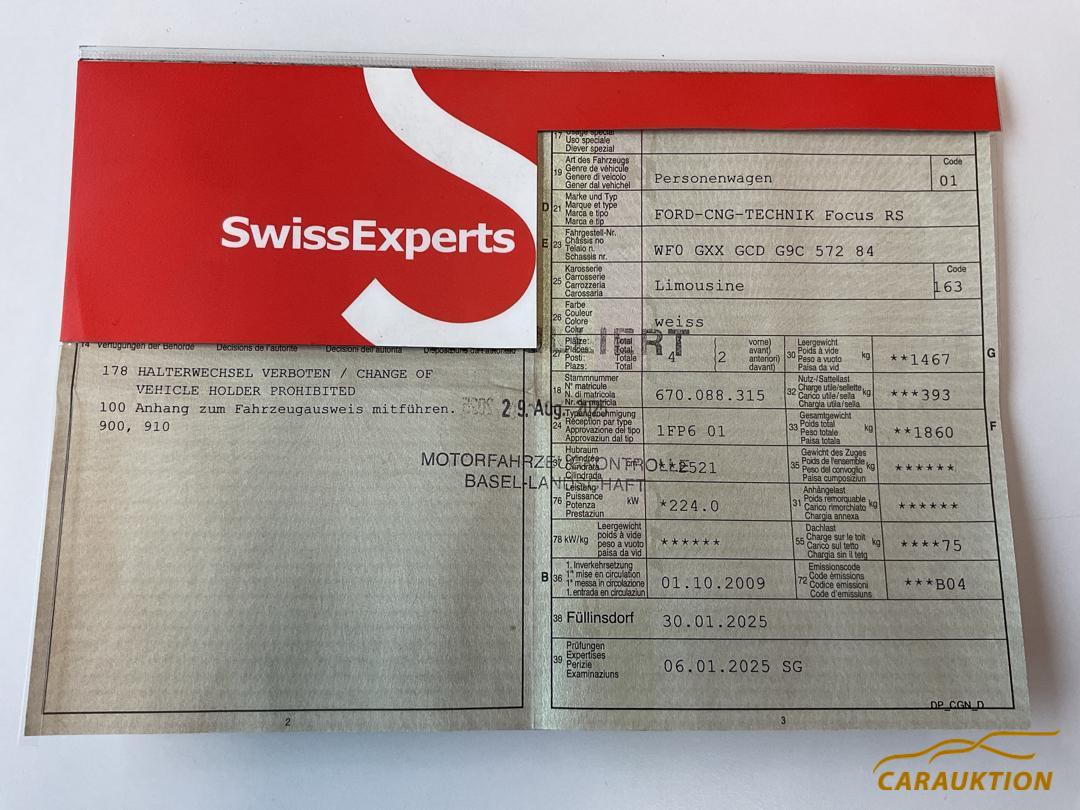 SwissExperts
14 Verfügungen der Behörde Décisions de l'autorité Decisioni dell'autorità
178 HALTERWECHSEL VERBOTEN / CHANGE OF
VEHICLE HOLDER PROHIBITED
100 Anhang zum Fahrzeugausweis mitführen.
900, 910
29. Aug.
MOTORFAHRZEUGKONTROLLE
BASEL-LANDSCHAFT
2
17
Usage spécial
Uso speciale
Diever spezial
19 Art des Fahrzeugs
Genre de véhicule
Genere di veicolo
Gener dal vehichel
Personenwagen
Code
01
D 21 Marke und Typ
Marque et type
Marca e tipo
Marca e tip
FORD-CNG-TECHNIK Focus RS
E 23 Fahrgestell-Nr.
Châssis no
Telaio n.
Schassis nr.
WF0 GXX GCD G9C 572 84
25 Karosserie
Carrosserie
Carrozzeria
Carossaria
Limousine
Code
163
26 Farbe
Couleur
Colore
Colur
weiss
27 Plätze: Total
Places: Total
Posti: Totale
Plazs: Total
4
2
vorne)
avant)
anteriori)
davant)
30 Leergewicht
Poids à vide
Peso a vuoto
Paisa da vid
kg
**1467
G
18 Stammnummer
N° matricule
N. di matricola
Nr. da matricla
670.088.315
32 Nutz-/Sattellast
Charge utile/sellette
Carico utile/sella
Chargia utila/sella
kg
***393
24 Typengenehmigung
Réception par type
Approvazione del tipo
Approvaziun dal tip
1FP6 01
33 Gesamtgewicht
Poids total
Peso totale
Paisa totala
kg
**1860
F
37 Hubraum
Cylindrée
Cilindrata
Cilindrada
**2521
35 Gewicht des Zuges
Poids de l'ensemble
Peso del convoglio
Paisa cumposiziun
kg
******
76 Leistung
Puissance
Potenza
Prestaziun
kW
*224.0
31 Anhängelast
Poids remorquable
Carico rimorchiato
Chargia annexa
kg
******
78 kW/kg
Leergewicht
poids à vide
peso a vuoto
paisa da vid
******
55 Dachlast
Charge sur le toit
Carico sul tetto
Chargia sin il tetg
kg
****75
B 36 1. Inverkehrsetzung
1re mise en circulation
1a messa in circolazione
1. entrada en circulaziun
01.10.2009
72 Emissionscode
Code émissions
Codice emissioni
Code d'emissiuns
***B04
38 Füllinsdorf
30.01.2025
39 Prüfungen
Expertises
Perizie
Examinaziuns
06.01.2025 SG
DP_CGN_D
3
CARAUKTION